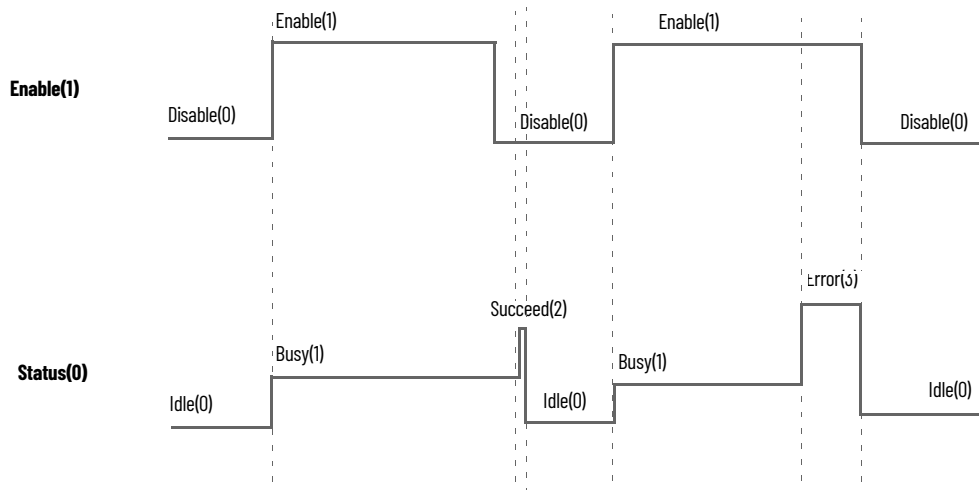 Enable(1)
Enable(1)
Enable(1)
Disable(0)
Disable(0)
Disable(0)
Error(3)
Succeed(2)
Busy(1)
Busy(1)
Status(0)
Idle(0)
Idle(0)
Idle(0)